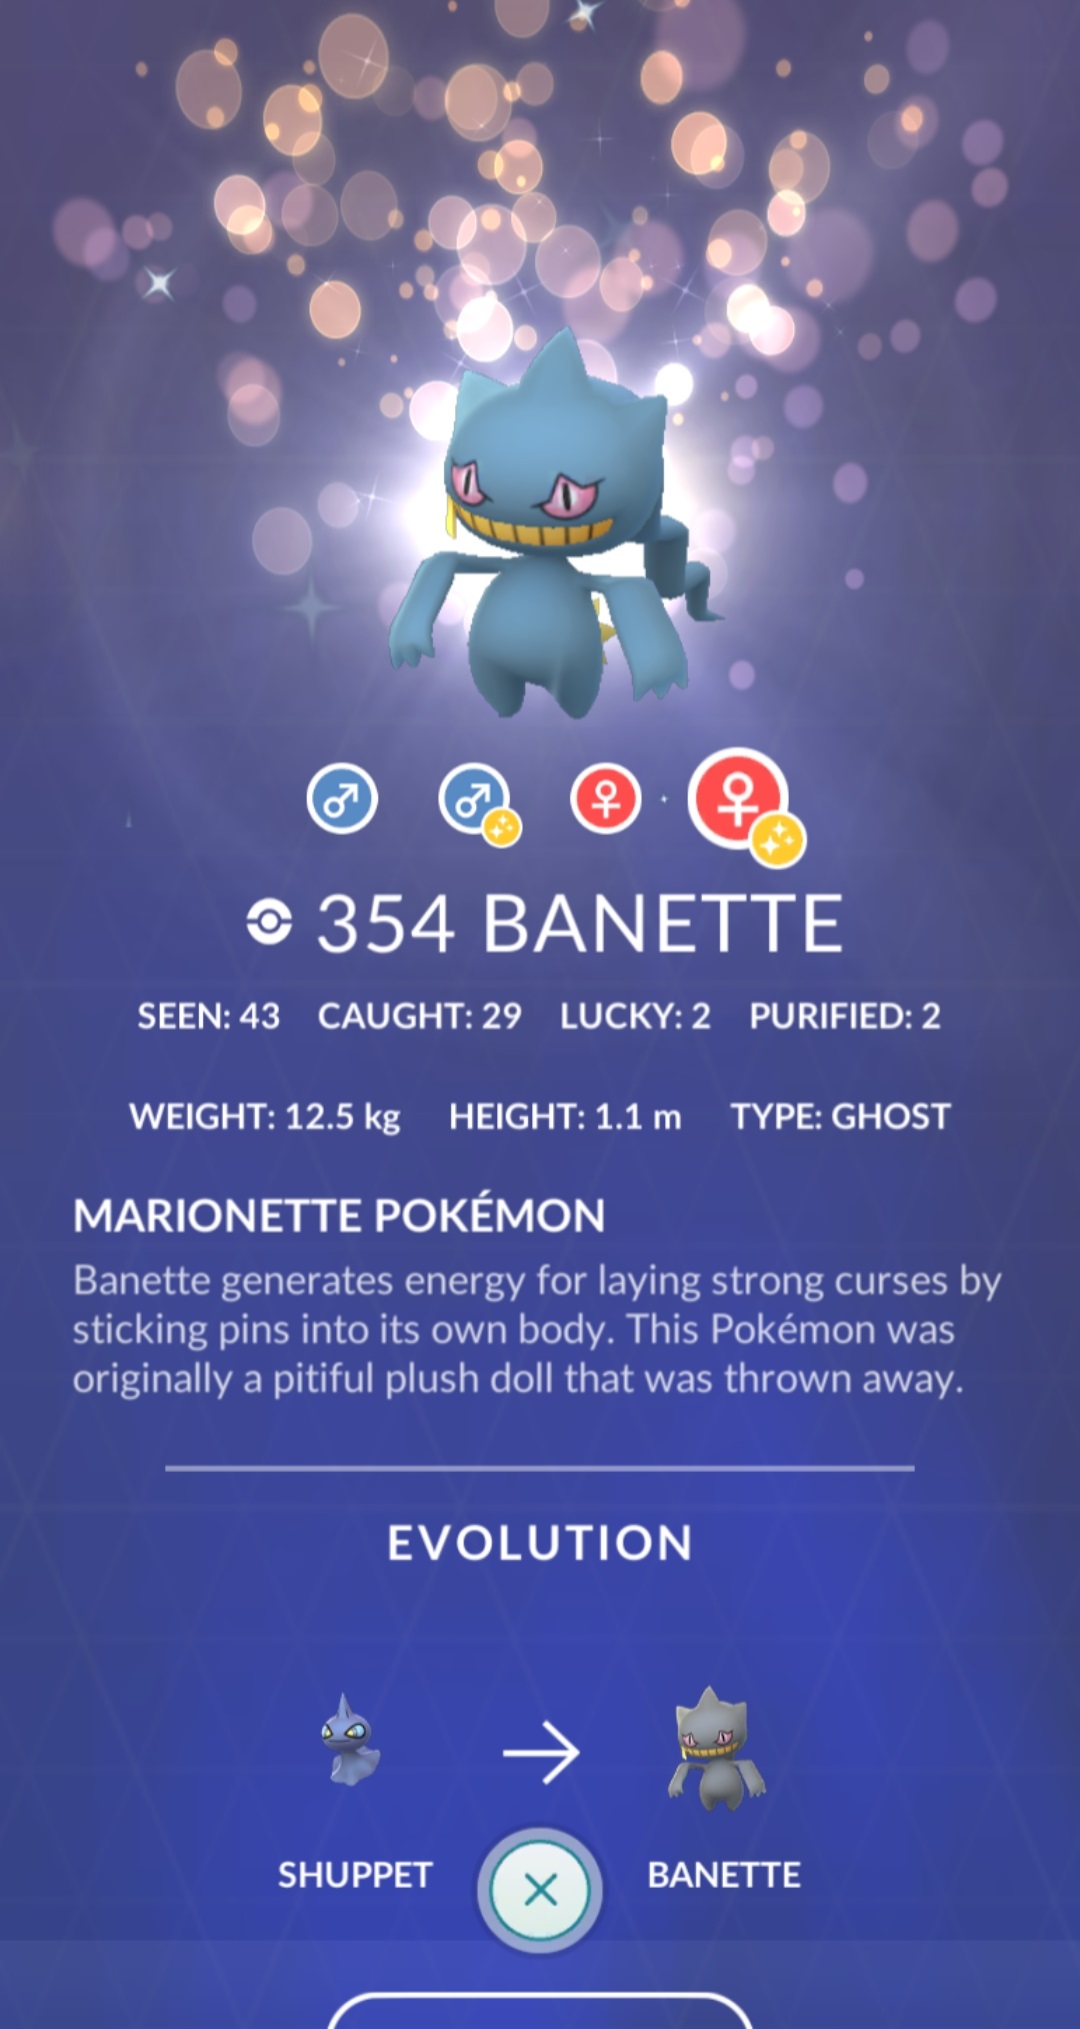 354 BANETTE
SEEN: 43 CAUGHT: 29 LUCKY: 2 PURIFIED: 2
WEIGHT: 12.5 kg HEIGHT: 1.1 m TYPE: GHOST
MARIONETTE POKÉMON
Banette generates energy for laying strong curses by
sticking pins into its own body. This Pokémon was
originally a pitiful plush doll that was thrown away.
EVOLUTION
SHUPPET BANETTE